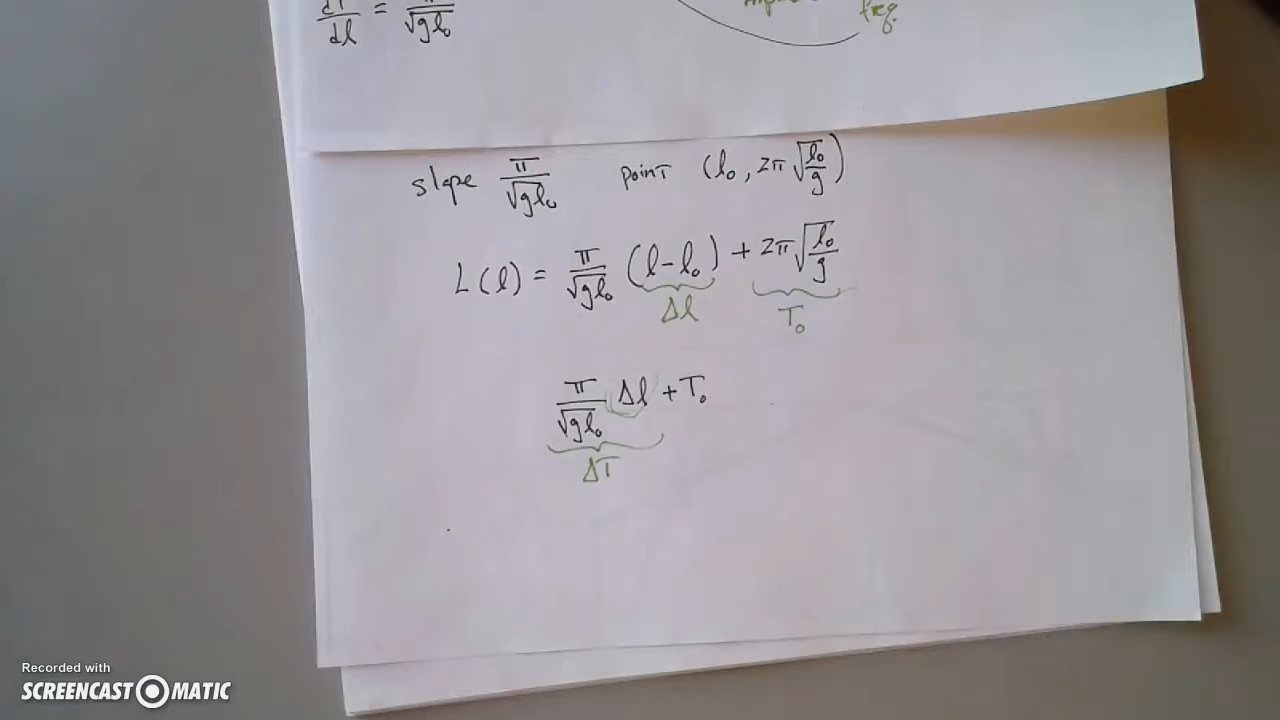 dT/dl = π/√gl₀
freq.
slope π/√gl₀ point (l₀, 2π√(l₀/g))
L(l) = π/√gl₀ (l-l₀) + 2π√(l₀/g)
Δl T₀
π/√gl₀ Δl + T₀
ΔT
Recorded with
SCREENCAST-O-MATIC